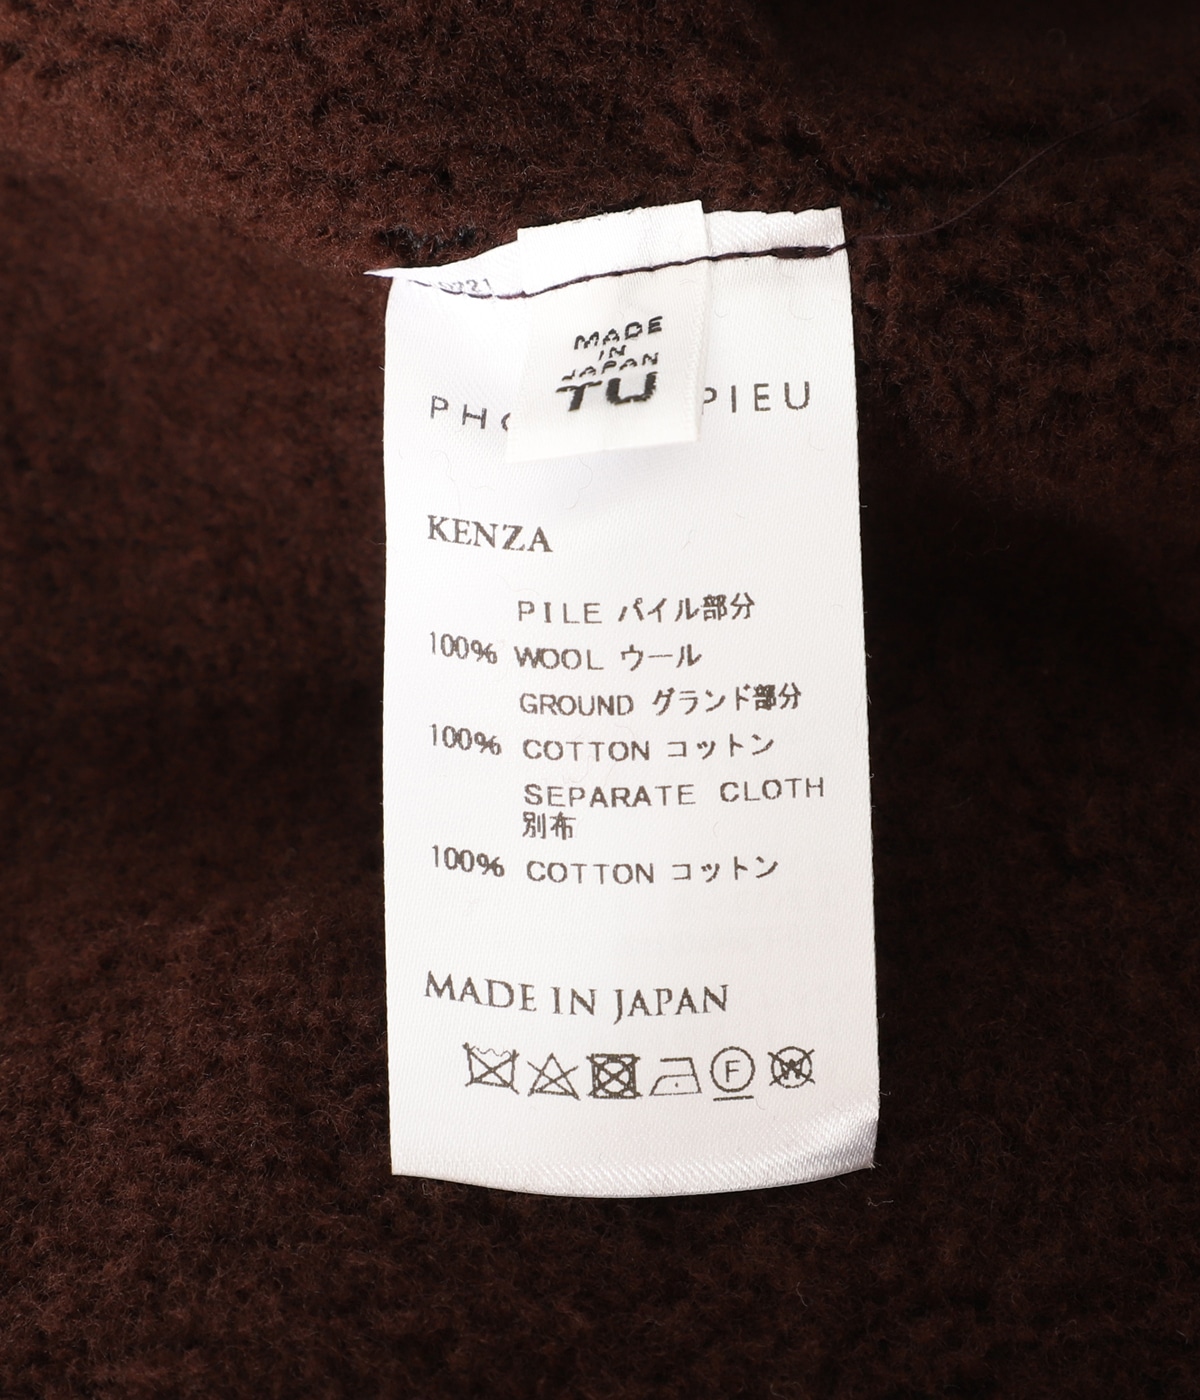 MADE
IN
JAPAN
TU
PIEU
KENZA
PILE パイル部分
100% WOOL ウール
GROUND グランド部分
100% COTTON コットン
SEPARATE CLOTH
別布
100% COTTON コットン
MADE IN JAPAN
F
W